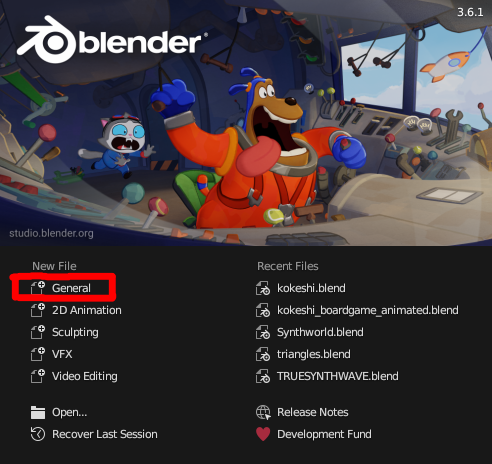 3.6.1
blender®
studio.blender.org
New File
General
2D Animation
Sculpting
VFX
Video Editing
Open...
Recover Last Session
Recent Files
kokeshi.blend
kokeshi_boardgame_animated.blend
Synthworld.blend
triangles.blend
TRUESYNTHWAVE.blend
Release Notes
Development Fund